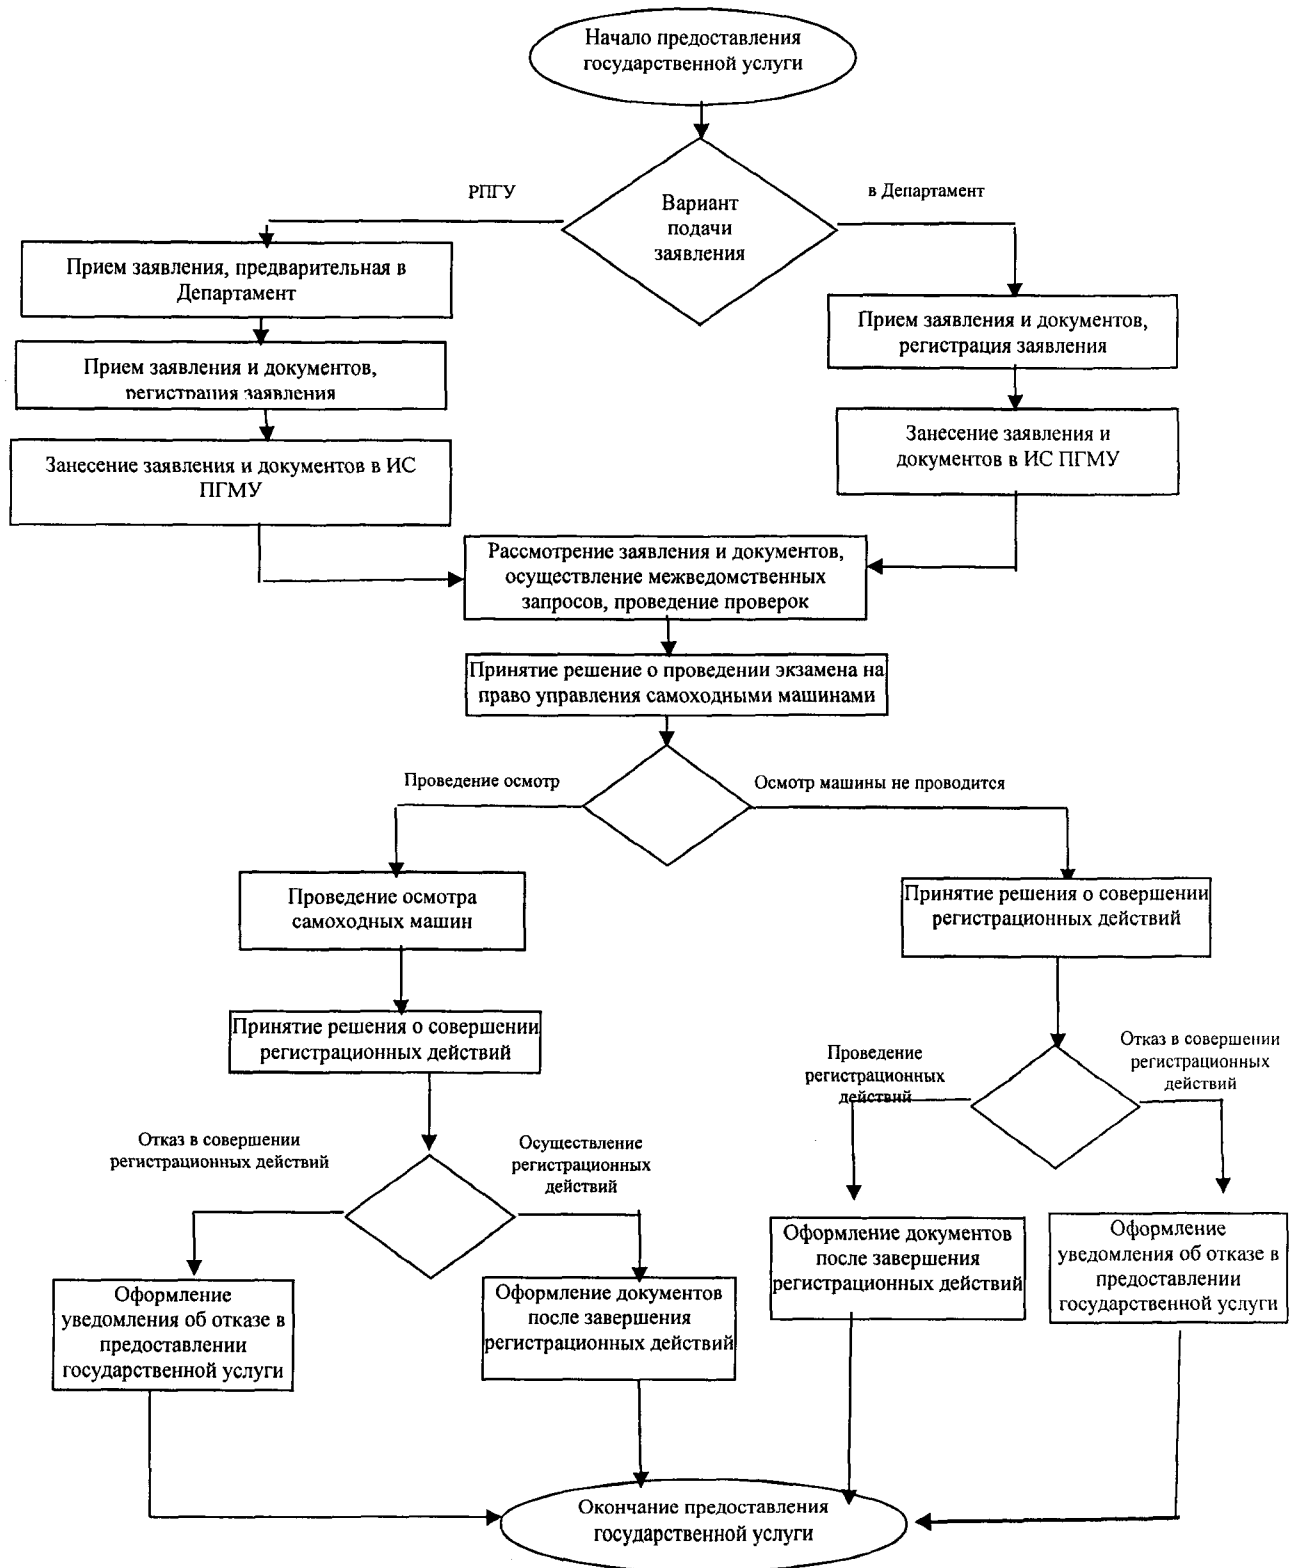 Начало предоставления
государственной услуги
РПГУ
в Департамент
Вариант
подачи
заявления
Прием заявления, предварительная в
Департамент
Прием заявления и документов,
регистрация заявления
Прием заявления и документов,
регистрация заявления
Занесение заявления и документов в ИС
ПГМУ
Занесение заявления и
документов в ИС ПГМУ
Рассмотрение заявления и документов,
осуществление межведомственных
запросов, проведение проверок
Принятие решение о проведении экзамена на
право управления самоходными машинами
Проведение осмотр
Осмотр машины не проводится
Проведение осмотра
самоходных машин
Принятие решения о совершении
регистрационных действий
Принятие решения о совершении
регистрационных действий
Проведение
регистрационных
действий
Отказ в совершении
регистрационных
действий
Отказ в совершении
регистрационных действий
Осуществление
регистрационных
действий
Оформление
уведомления об отказе в
предоставлении
государственной услуги
Оформление документов
после завершения
регистрационных действий
Оформление документов
после завершения
регистрационных действий
Оформление
уведомления об отказе в
предоставлении
государственной услуги
Окончание предоставления
государственной услуги